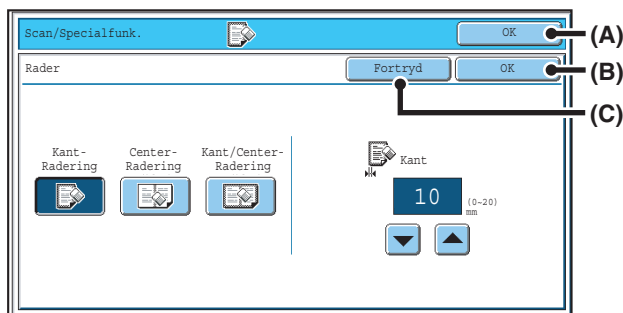 Scan/Specialfunk.
OK
(A)
Rader
Fortryd
OK
(B)
(C)
Kant-
Radering
Center-
Radering
Kant/Center-
Radering
Kant
10
(0~20)
mm